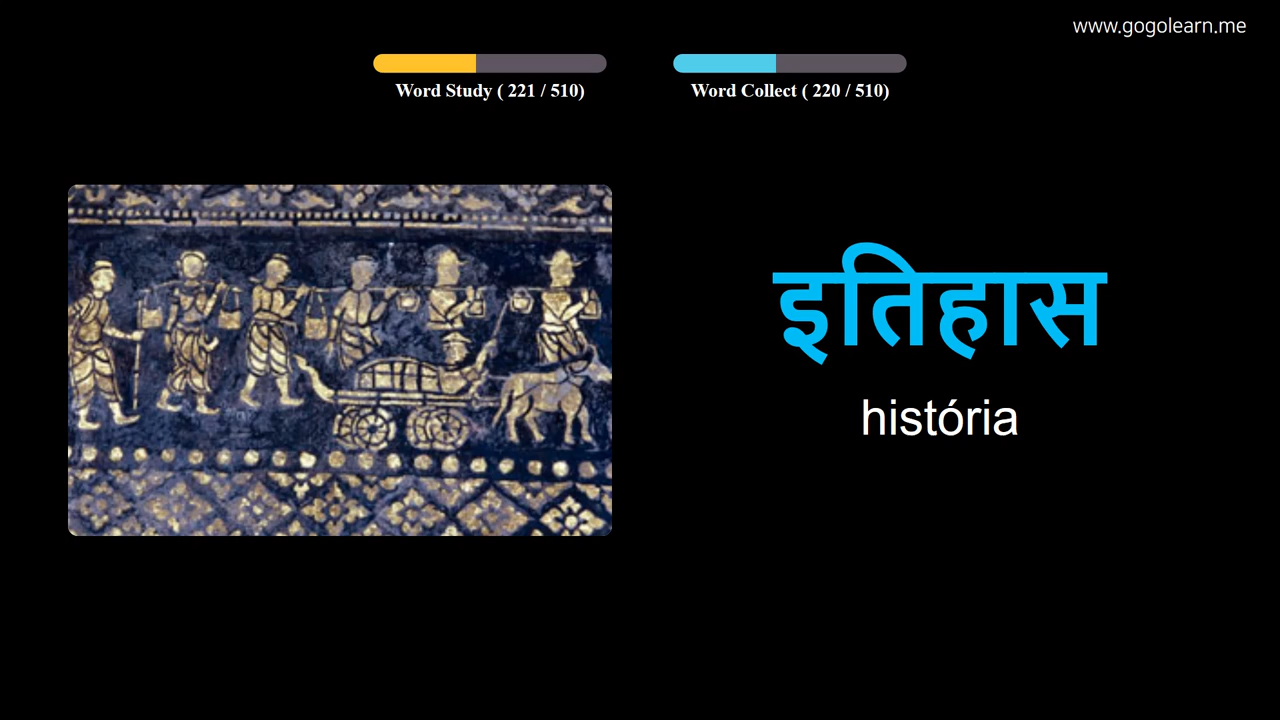 www.gogolearn.me
Word Study ( 221 / 510)
Word Collect ( 220 / 510)
इतिहास
história